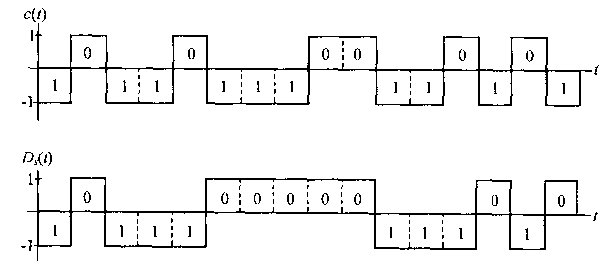 c(t)
1 0 0 0 0 0 0
t
1 1 1 1 1 1 1 1 1 1
-1
D_s(t)
1 0 0 0 0 0 0 0 0
t
1 1 1 1 1 1 1 1
-1